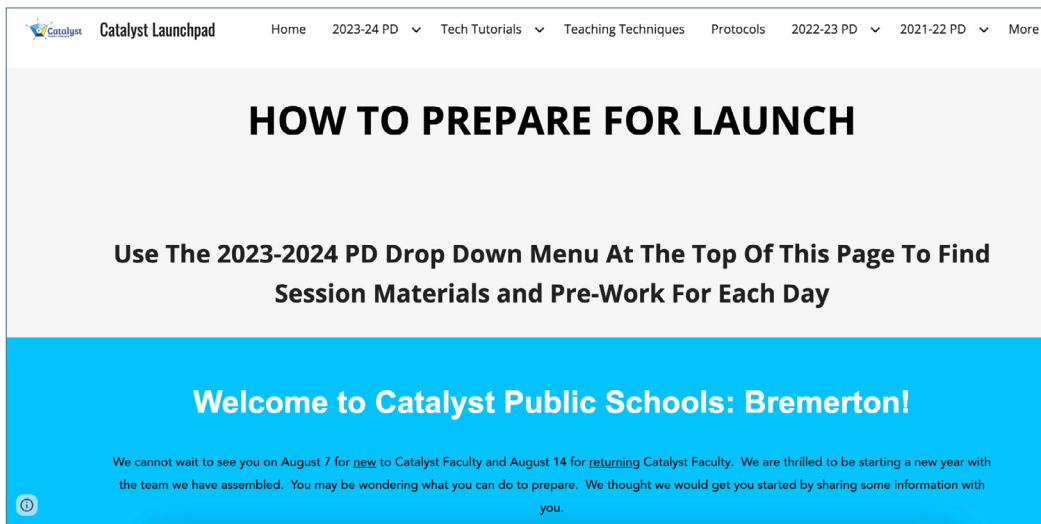 Catalyst
Catalyst Launchpad
Home
2023-24 PD
Tech Tutorials
Teaching Techniques
Protocols
2022-23 PD
2021-22 PD
More
HOW TO PREPARE FOR LAUNCH
Use The 2023-2024 PD Drop Down Menu At The Top Of This Page To Find
Session Materials and Pre-Work For Each Day
Welcome to Catalyst Public Schools: Bremerton!
We cannot wait to see you on August 7 for new to Catalyst Faculty and August 14 for returning Catalyst Faculty. We are thrilled to be starting a new year with
the team we have assembled. You may be wondering what you can do to prepare. We thought we would get you started by sharing some information with
you.